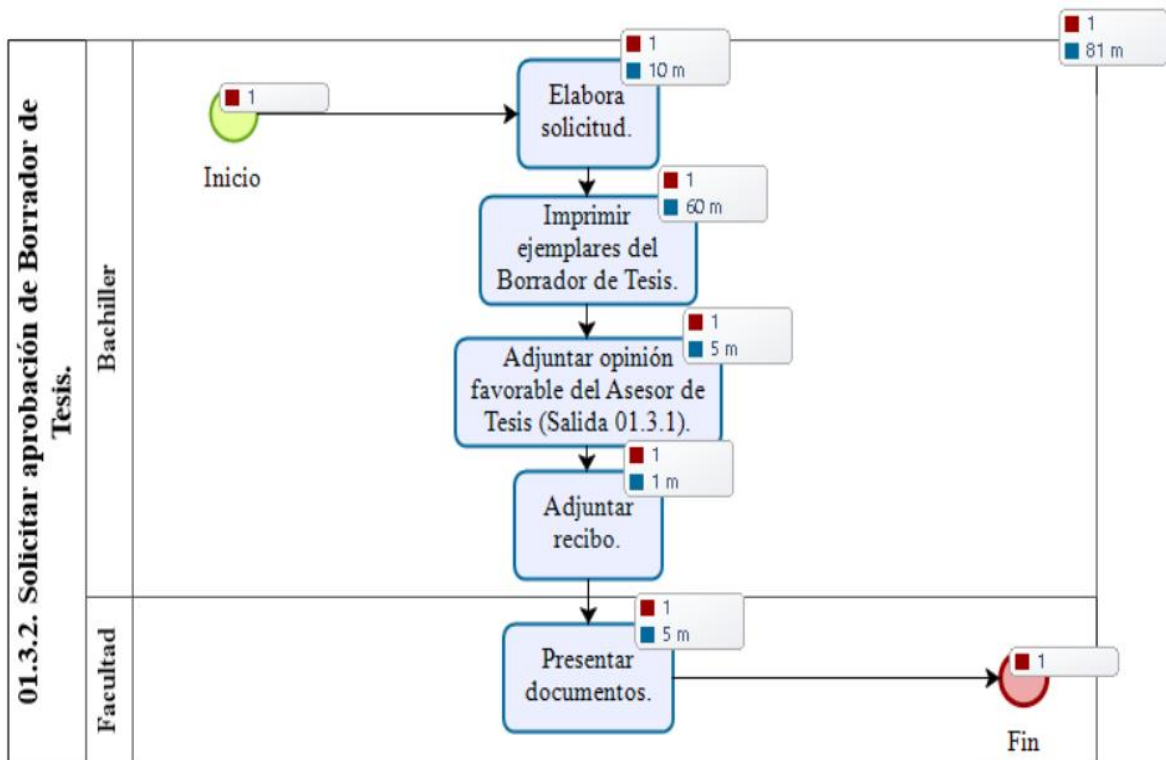 01.3.2. Solicitar aprobación de Borrador de
Tesis.
Bachiller
Facultad
1
81 m
1
Inicio
1
10 m
Elabora
solicitud.
1
60 m
Imprimir
ejemplares del
Borrador de Tesis.
1
5 m
Adjuntar opinión
favorable del Asesor de
Tesis (Salida 01.3.1).
1
1 m
Adjuntar
recibo.
1
5 m
Presentar
documentos.
1
Fin